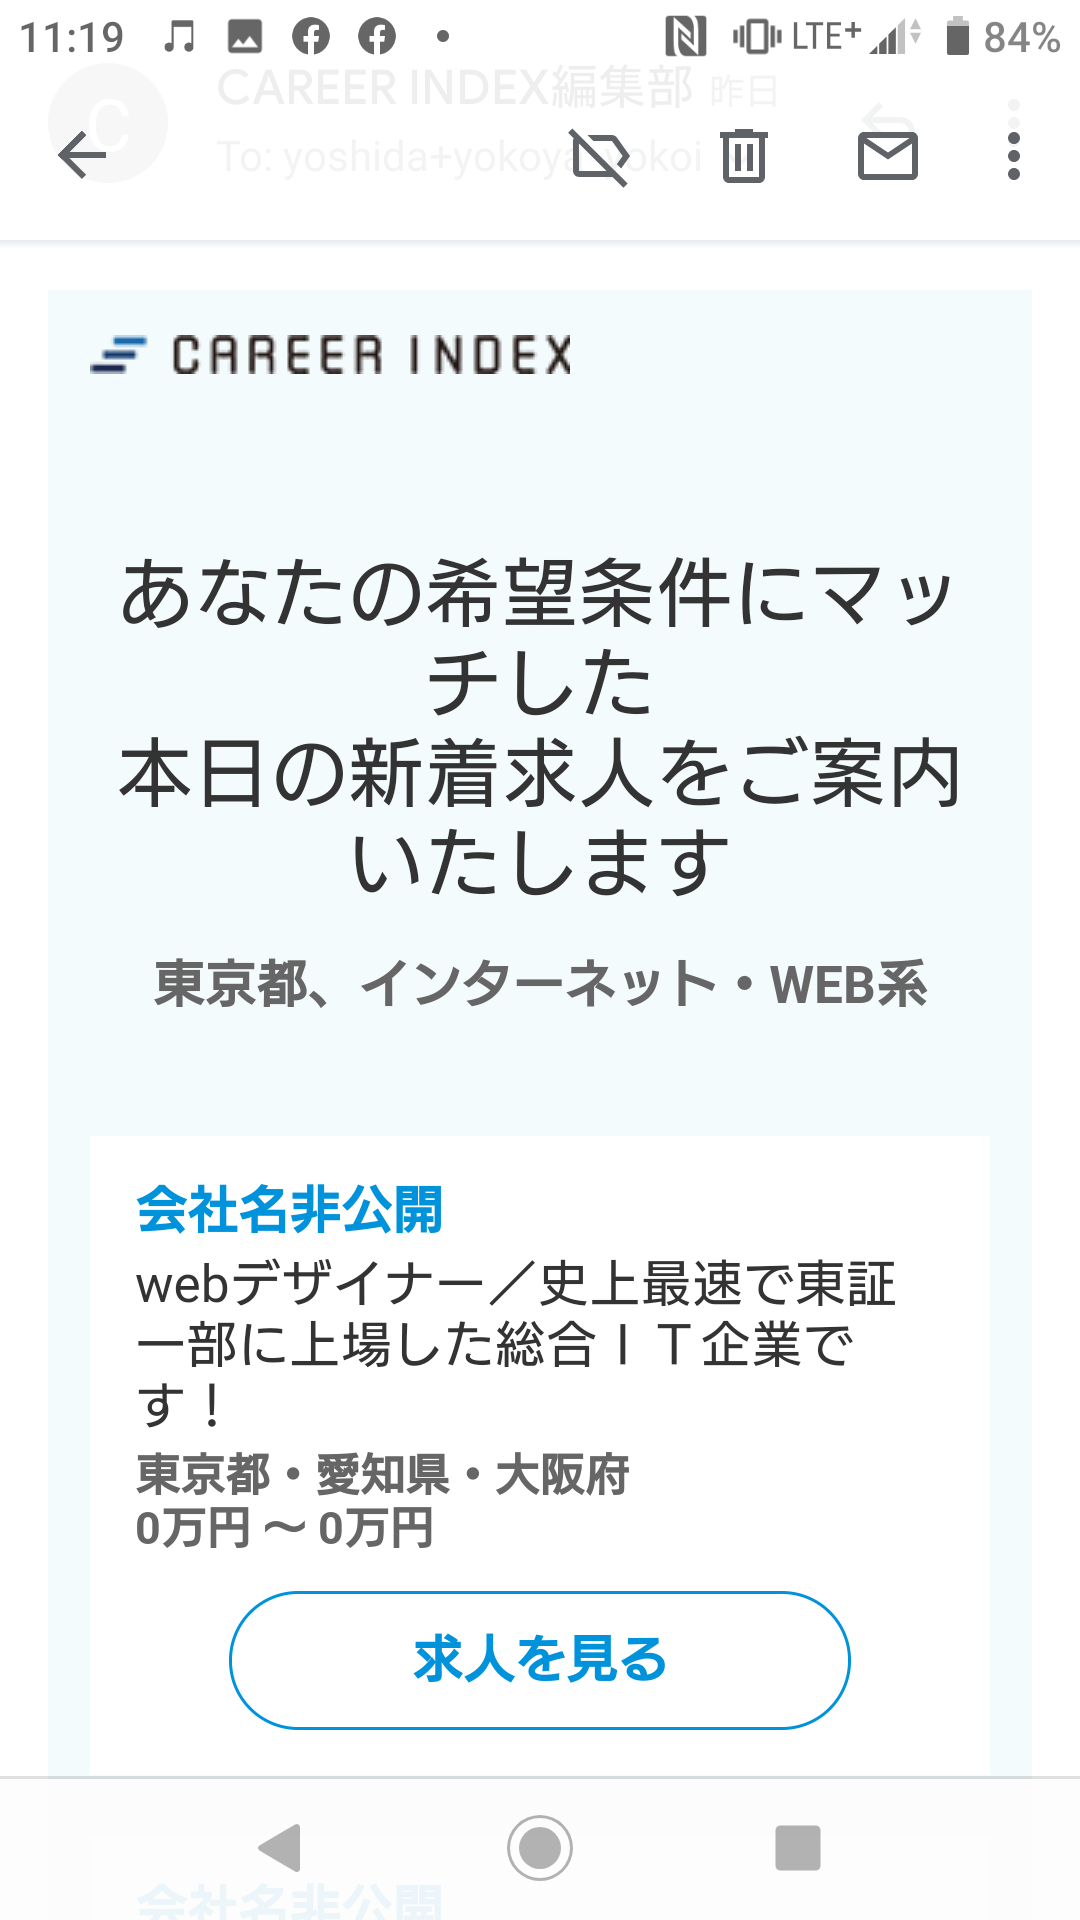 11:19 LTE+ 84%
CAREER INDEX編集部 昨日
C
To: yoshida+yokoya yokoi
CAREER INDEX
あなたの希望条件にマッ
チした
本日の新着求人をご案内
いたします
東京都、インターネット・WEB系
会社名非公開
webデザイナー／史上最速で東証
一部に上場した総合ＩＴ企業で
す！
東京都・愛知県・大阪府
0万円 〜 0万円
求人を見る
会社名非公開